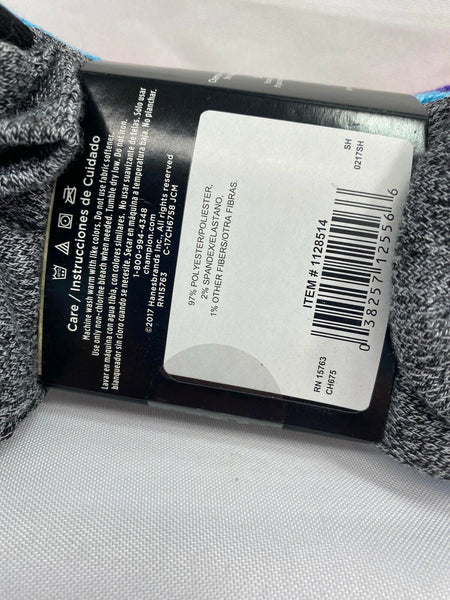 Care / Instrucciones de Cuidado
Machine wash warm with like colors. Do not use fabric softener.
Use only non-chlorine bleach when needed. Tumble dry low. Do not iron.
Lavar en máquina con agua tibia, con colores similares. No usar suavizante de telas. Sólo usar
blanqueador sin cloro cuando se necesite. Secar en máquina a temperatura baja. No planchar.
1-800-994-4348
champion.com
©2017 Hanesbrands Inc. All rights reserved.
RN15763 C-17CH6758 JCM
97% POLYESTER/POLIESTER,
2% SPANDEX/ELASTANO,
1% OTHER FIBERS/OTRA FIBRAS.
SH
0217SH
ITEM # 1128514
0 38257 12556 6
RN 15763
CH675